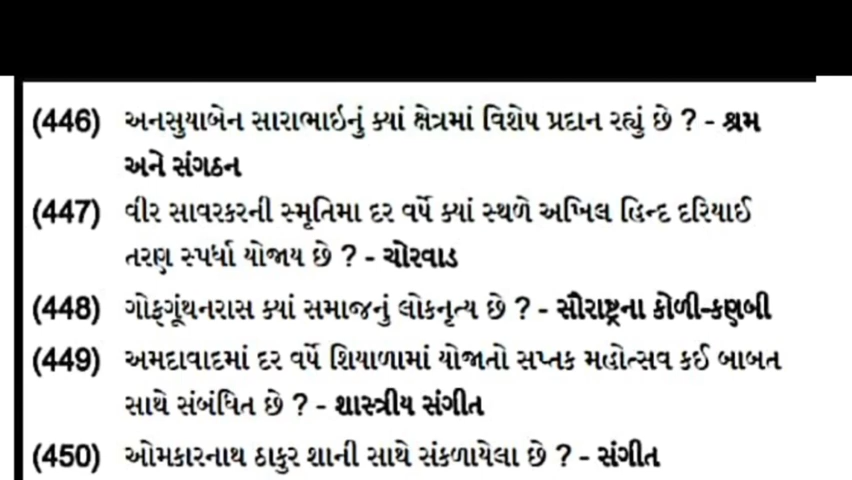 (446) અનસુયાબેન સારાભાઇનું ક્યાં ક્ષેત્રમાં વિશેષ પ્રદાન રહ્યું છે ? - શ્રમ
અને સંગઠન
(447) વીર સાવરકરની સ્મૃતિમા દર વર્ષે ક્યાં સ્થળે અખિલ હિન્દ દરિયાઈ
તરણ સ્પર્ધા યોજાય છે ? - ચોરવાડ
(448) ગોફગૂંથનરાસ ક્યાં સમાજનું લોકનૃત્ય છે ? - સૌરાષ્ટ્રના કોળી-કણબી
(449) અમદાવાદમાં દર વર્ષે શિયાળામાં યોજાતો સપ્તક મહોત્સવ કઈ બાબત
સાથે સંબંધિત છે ? - શાસ્ત્રીય સંગીત
(450) ઓમકારનાથ ઠાકુર શાની સાથે સંકળાયેલા છે ? - સંગીત